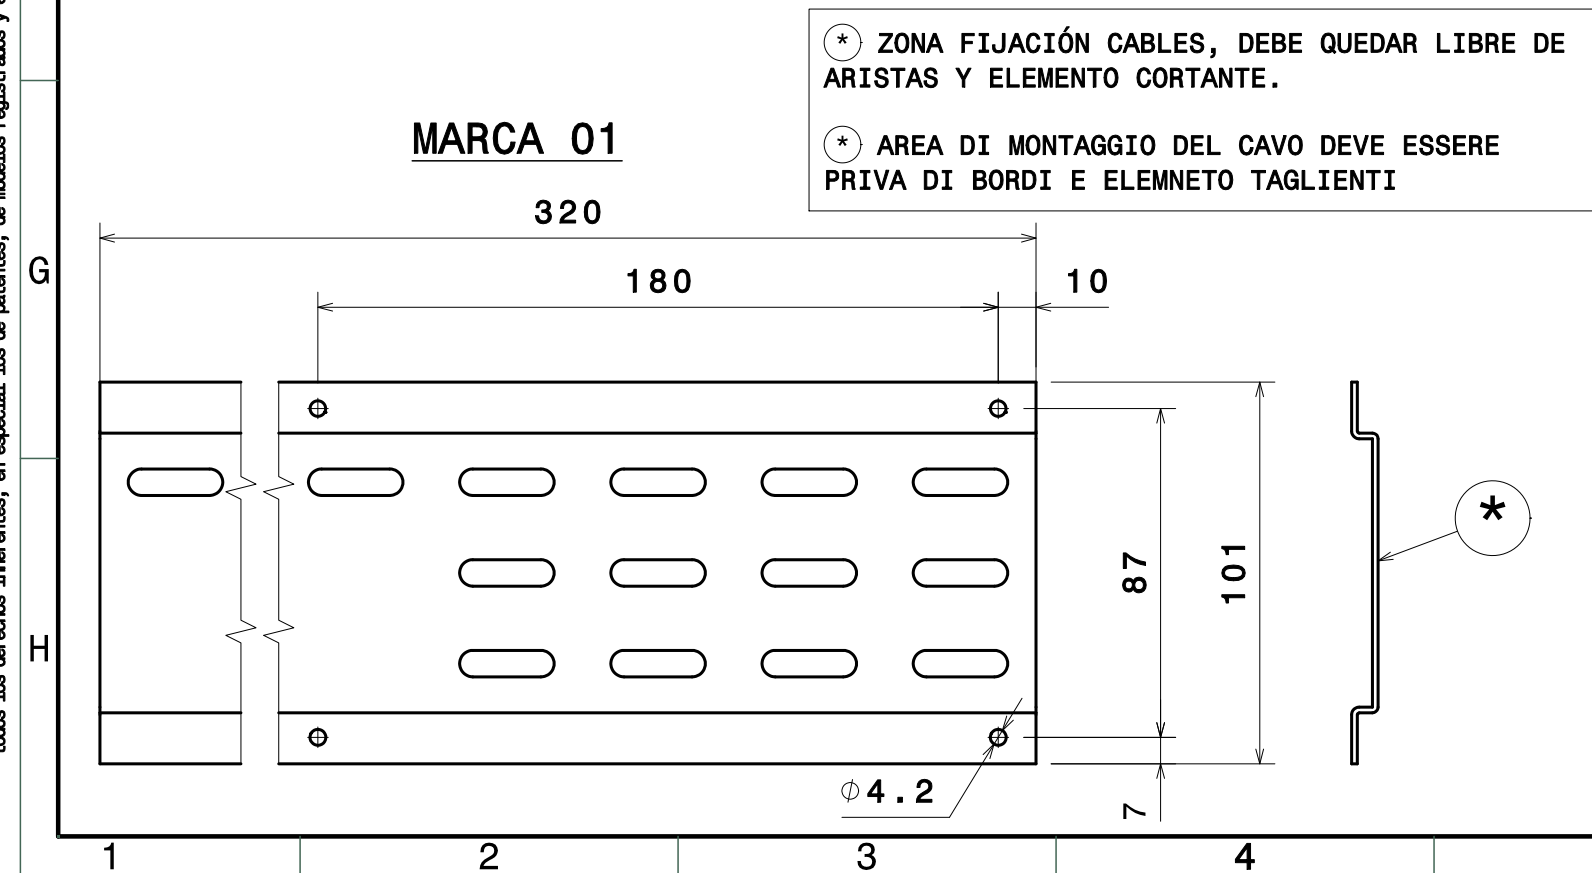 * ZONA FIJACIÓN CABLES, DEBE QUEDAR LIBRE DE
ARISTAS Y ELEMENTO CORTANTE.
* AREA DI MONTAGGIO DEL CAVO DEVE ESSERE
PRIVA DI BORDI E ELEMNETO TAGLIENTI
MARCA 01
320
180
10
G
*
87
101
H
Ø4.2
7
1
2
3
4